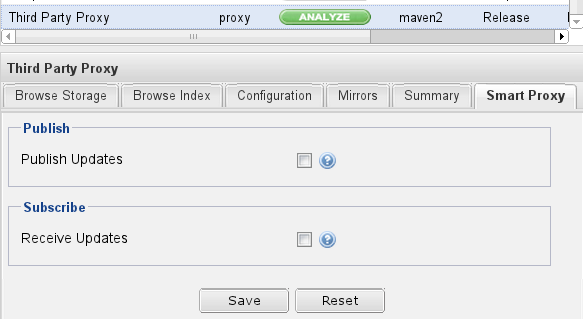 Third Party Proxy proxy ANALYZE maven2 Release
Third Party Proxy
Browse Storage Browse Index Configuration Mirrors Summary Smart Proxy
Publish
Publish Updates ?
Subscribe
Receive Updates ?
Save Reset